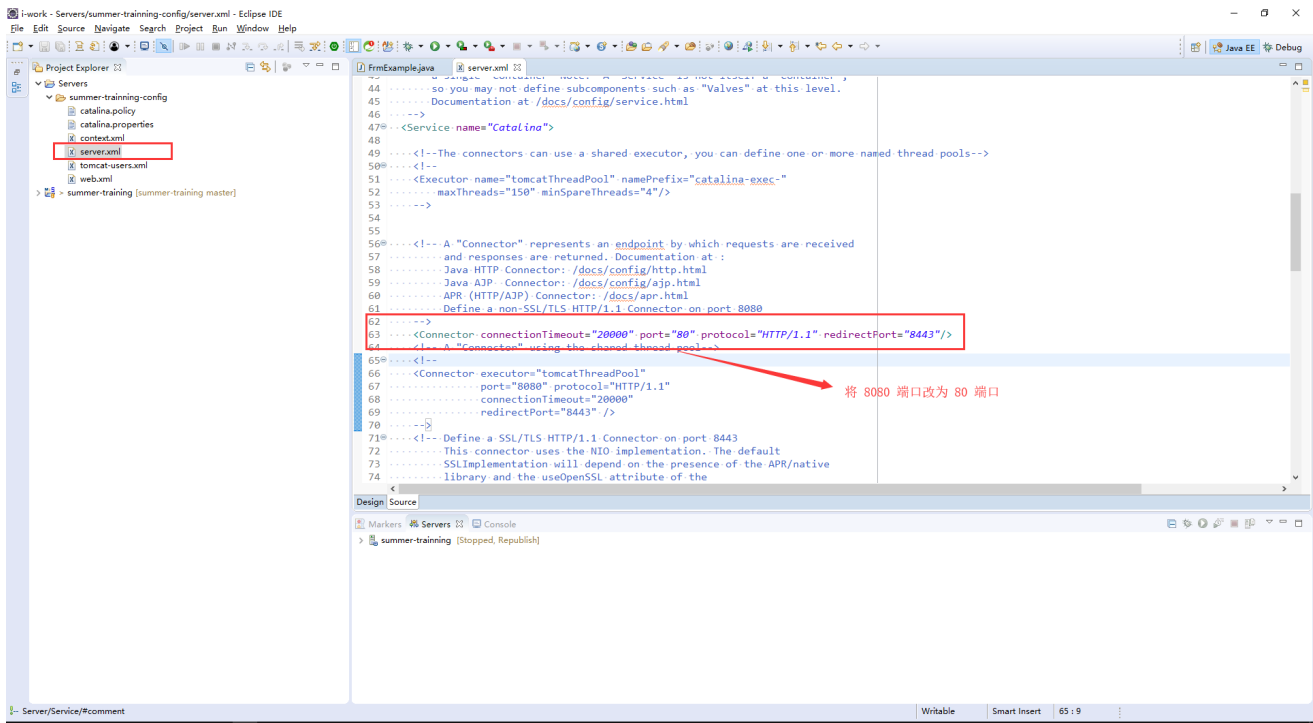 i-work - Servers/summer-trainning-config/server.xml - Eclipse IDE
File Edit Source Navigate Search Project Run Window Help
Java EE Debug
Project Explorer
FrmExample.java server.xml
Servers
summer-trainning-config
catalina.policy
catalina.properties
context.xml
server.xml
tomcat-users.xml
web.xml
> summer-training [summer-training master]
43 a single "Container" Note: A "Service" is not itself a "Container",
44 so you may not define subcomponents such as "Valves" at this level.
45 Documentation at /docs/config/service.html
46 -->
47 <Service name="Catalina">
48
49 <!--The connectors can use a shared executor, you can define one or more named thread pools-->
50 <!--
51 <Executor name="tomcatThreadPool" namePrefix="catalina-exec-"
52 maxThreads="150" minSpareThreads="4"/>
53 -->
54
55
56 <!-- A "Connector" represents an endpoint by which requests are received
57 and responses are returned. Documentation at :
58 Java HTTP Connector: /docs/config/http.html
59 Java AJP Connector: /docs/config/ajp.html
60 APR (HTTP/AJP) Connector: /docs/apr.html
61 Define a non-SSL/TLS HTTP/1.1 Connector on port 8080
62 -->
63 <Connector connectionTimeout="20000" port="80" protocol="HTTP/1.1" redirectPort="8443"/>
64 <!-- A "Connector" using the shared thread pool-->
65 <!--
66 <Connector executor="tomcatThreadPool"
67 port="8080" protocol="HTTP/1.1"
68 connectionTimeout="20000"
69 redirectPort="8443" />
70 -->
71 <!-- Define a SSL/TLS HTTP/1.1 Connector on port 8443
72 This connector uses the NIO implementation. The default
73 SSLImplementation will depend on the presence of the APR/native
74 library and the useOpenSSL attribute of the
将 8080 端口改为 80 端口
Design Source
Markers Servers Console
summer-trainning [Stopped, Republish]
Server/Service/#comment Writable Smart Insert 65 : 9